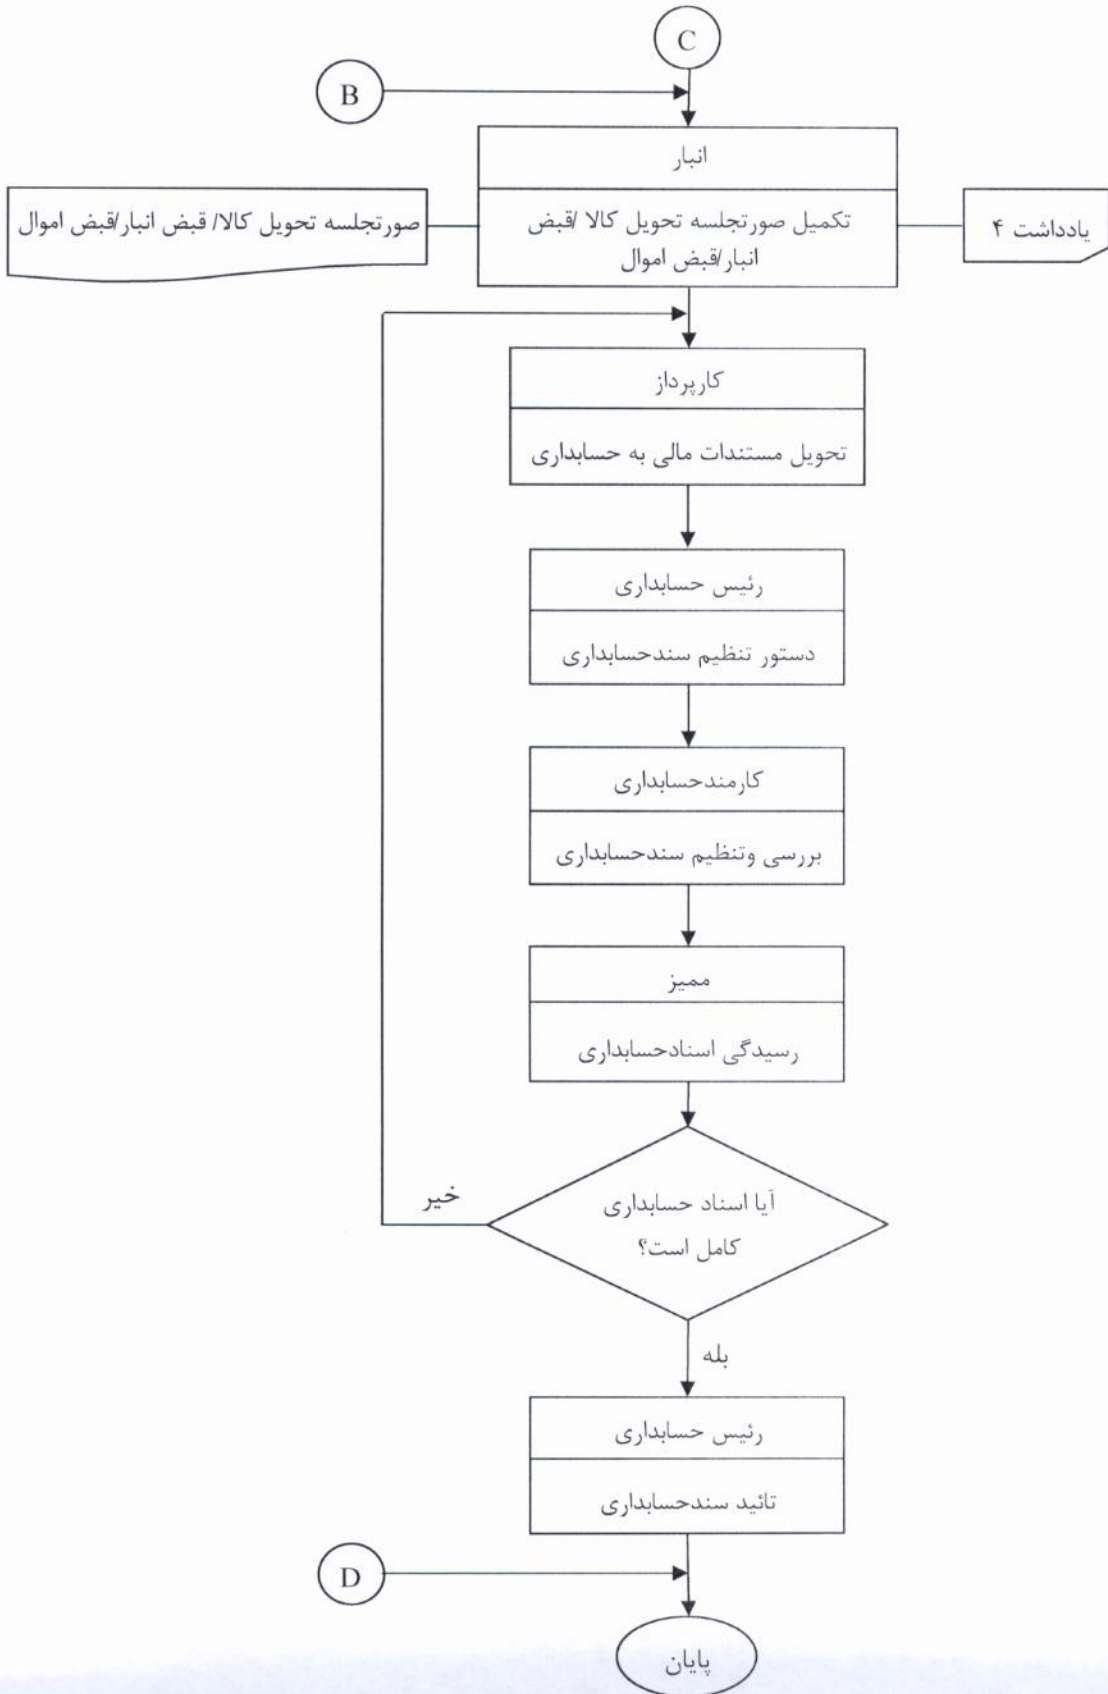 C
B
انبار
یادداشت ۴
تکمیل صورتجلسه تحویل کالا /قبض
انبار/قبض اموال
صورتجلسه تحویل کالا/ قبض انبار/قبض اموال
کارپرداز
تحویل مستندات مالی به حسابداری
رئیس حسابداری
دستور تنظیم سندحسابداری
کارمندحسابداری
بررسی وتنظیم سندحسابداری
ممیز
رسیدگی اسنادحسابداری
آیا اسناد حسابداری
کامل است؟
خیر
بله
رئیس حسابداری
تائید سندحسابداری
D
پایان